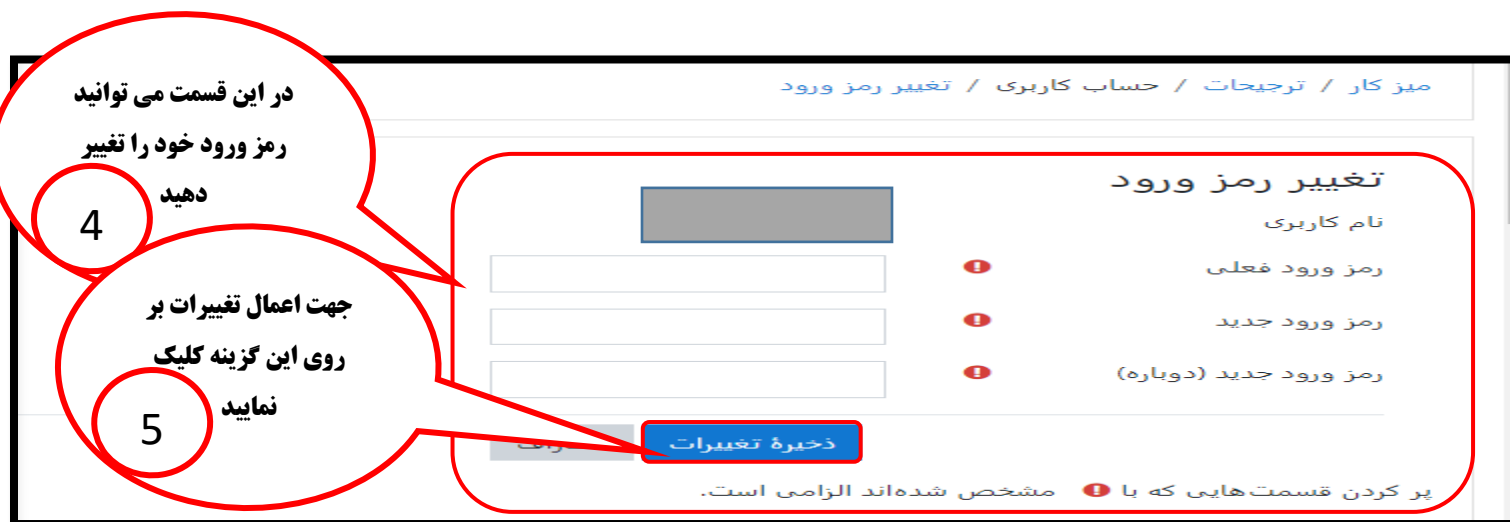 در این قسمت می توانید
رمز ورود خود را تغییر
دهید
4
جهت اعمال تغییرات بر
روی این گزینه کلیک
نمایید
5
میز کار / ترجیحات / حساب کاربری / تغییر رمز ورود
تغییر رمز ورود
نام کاربری
رمز ورود فعلی
رمز ورود جدید
رمز ورود جدید (دوباره)
ذخیرهٔ تغییرات
پر کردن قسمت‌هایی که با مشخص شده‌اند الزامی است.